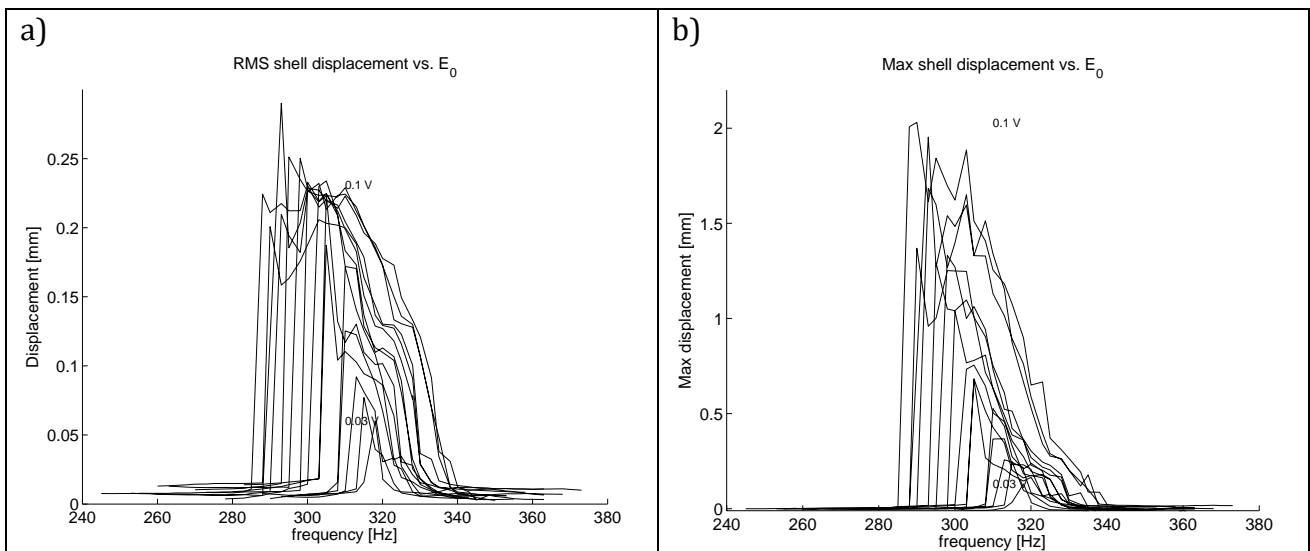 a)
RMS shell displacement vs. E_0
0.25
0.2
0.15
0.1
0.05
0
Displacement [mm]
0.1 V
0.03 V
240 260 280 300 320 340 360 380
frequency [Hz]
b)
Max shell displacement vs. E_0
2
1.5
1
0.5
0
Max displacement [mm]
0.1 V
0.03 V
240 260 280 300 320 340 360 380
frequency [Hz]